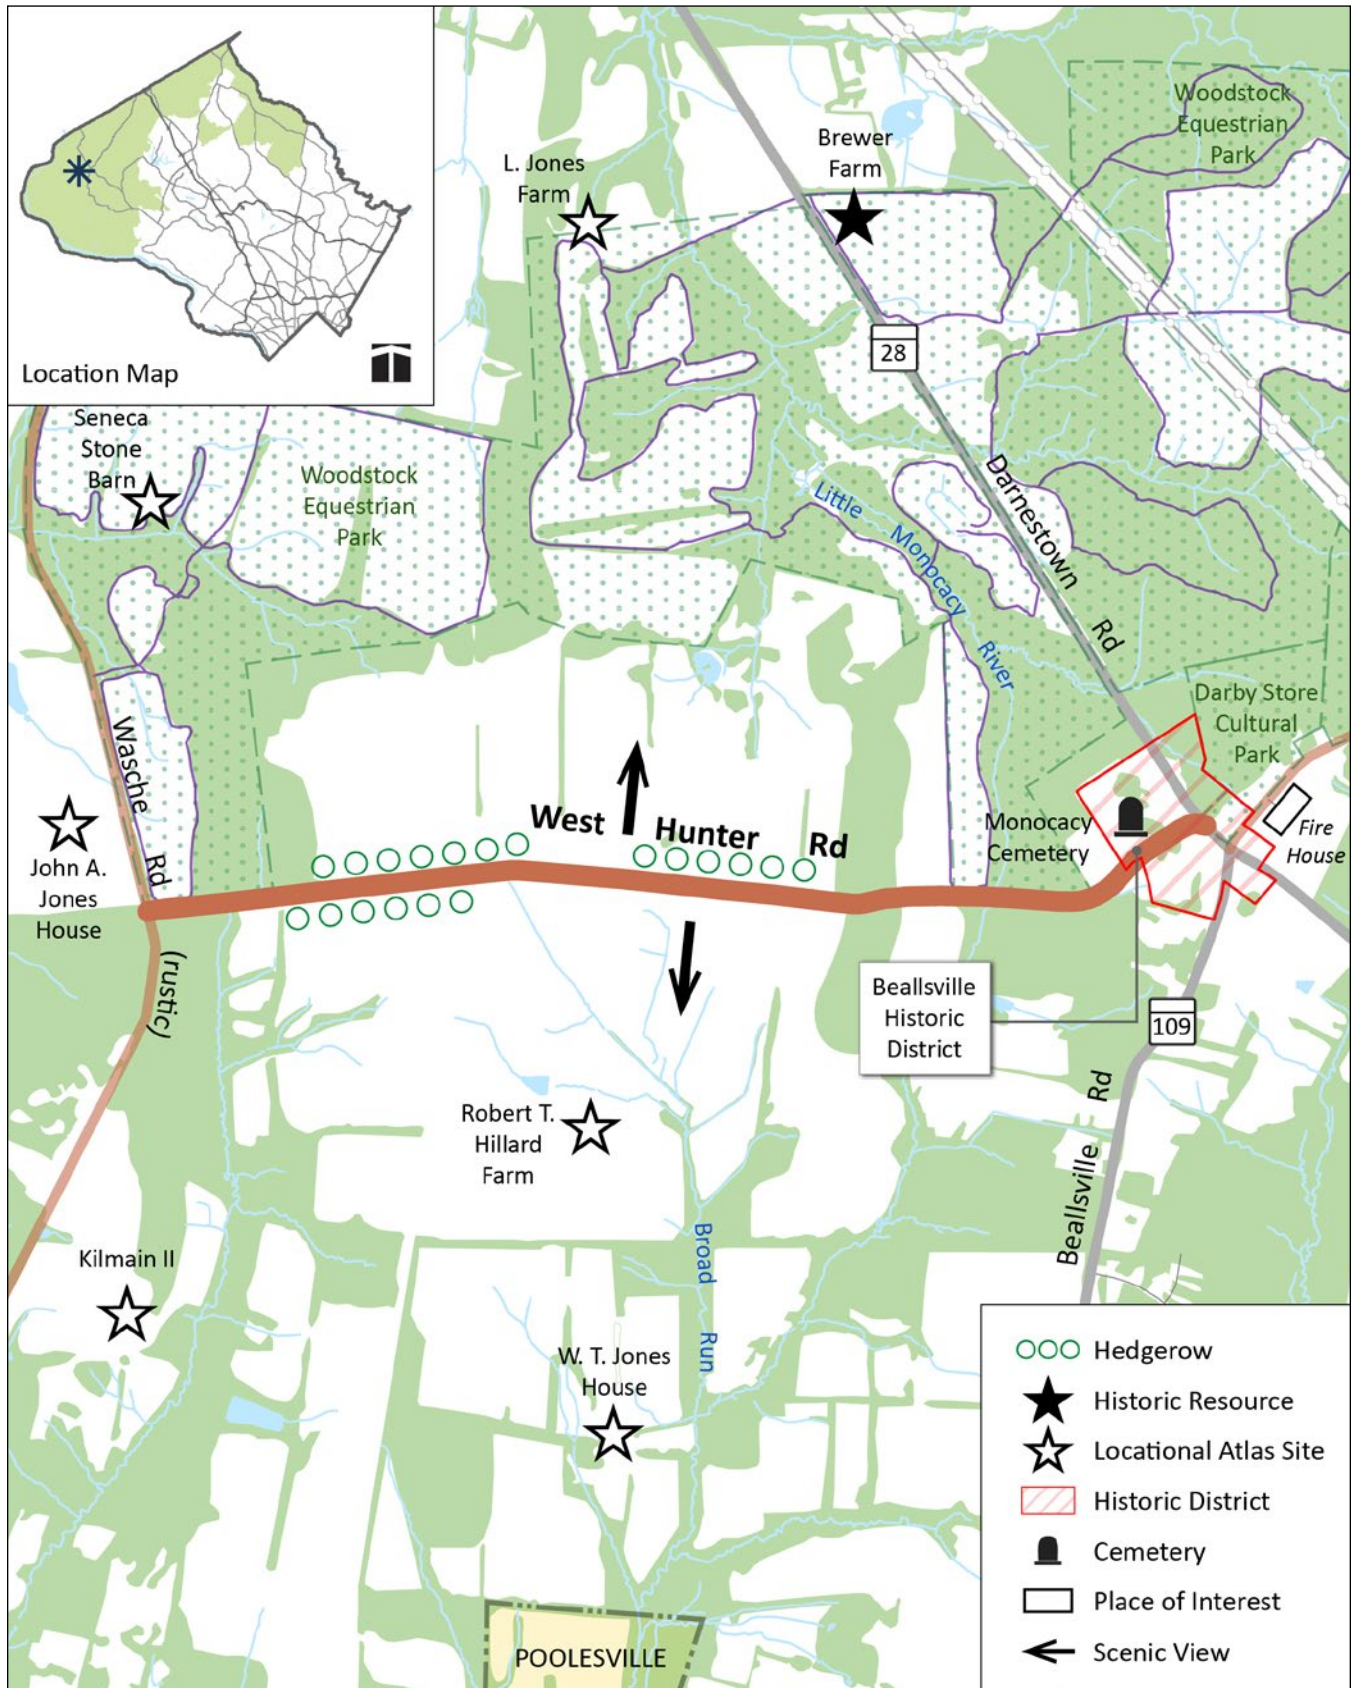 Location Map
Woodstock
Equestrian
Park
Brewer
Farm
L. Jones
Farm
28
Seneca
Stone
Barn
Woodstock
Equestrian
Park
Darnestown
Rd
Little Monocacy River
Darby Store
Cultural
Park
Wasche
Rd
(rustic)
West Hunter Rd
Monocacy
Cemetery
Fire
House
John A.
Jones
House
Beallsville
Historic
District
109
Beallsville Rd
Robert T.
Hillard
Farm
Broad Run
Kilmain II
W. T. Jones
House
POOLESVILLE
Hedgerow
Historic Resource
Locational Atlas Site
Historic District
Cemetery
Place of Interest
Scenic View